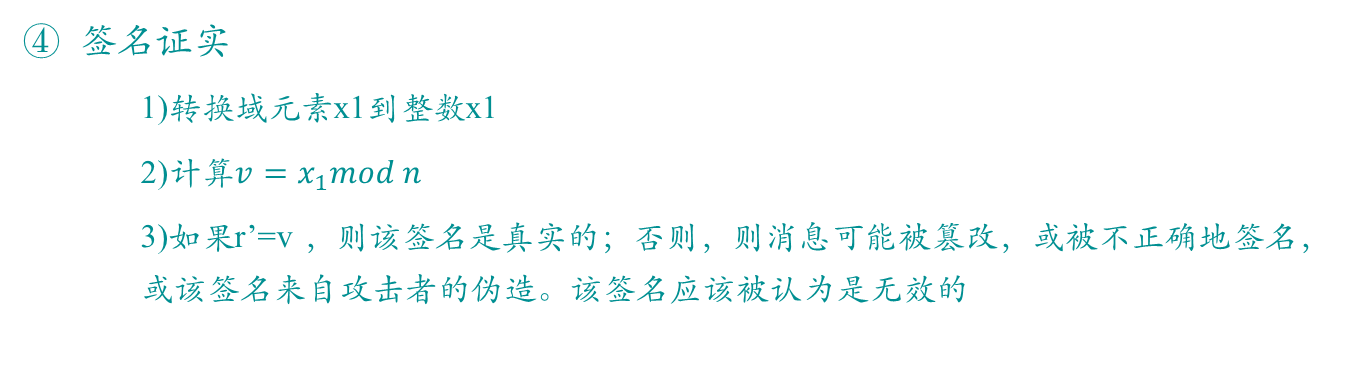 ④ 签名证实
1)转换域元素x1到整数x1
2)计算v = x₁mod n
3)如果r’=v ，则该签名是真实的；否则，则消息可能被篡改，或被不正确地签名，
或该签名来自攻击者的伪造。该签名应该被认为是无效的